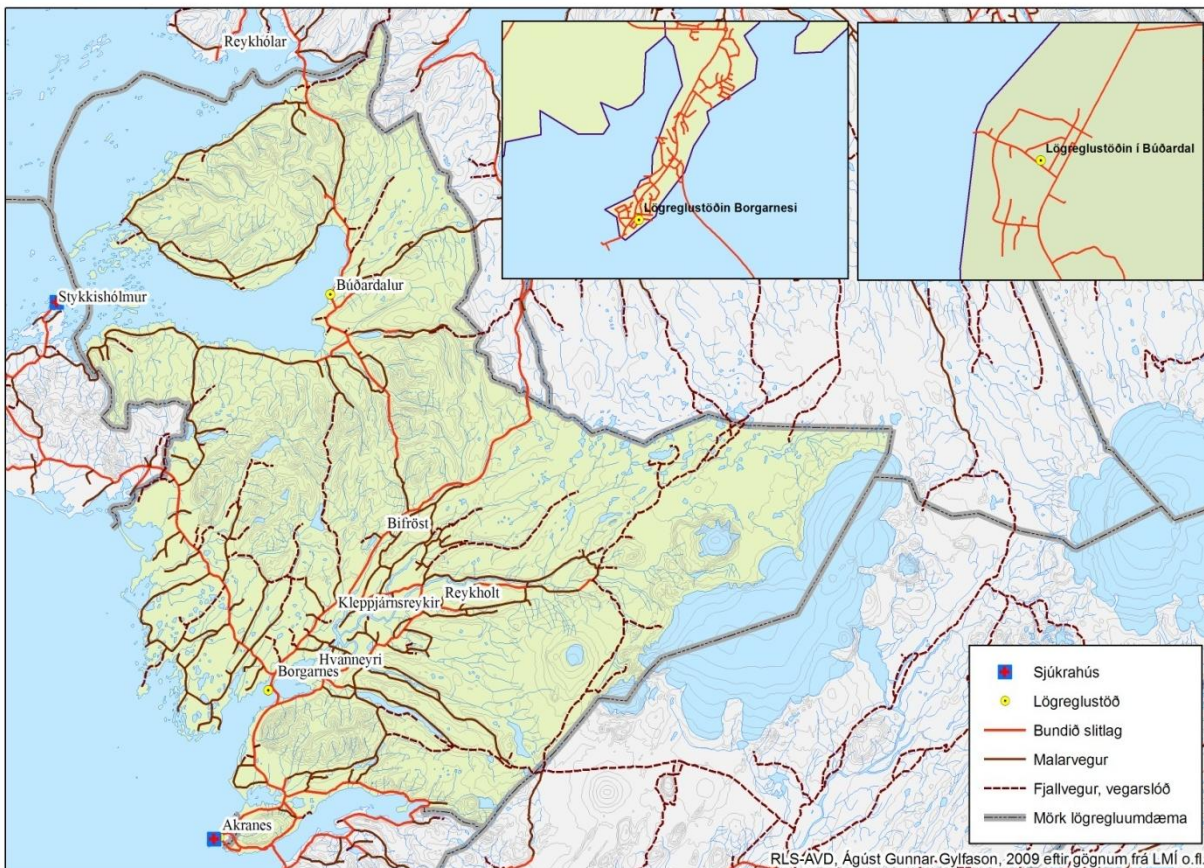 Reykhólar
Lögreglustöðin Borgarnesi
Lögreglustöðin í Búðardal
Stykkishólmur
Búðardalur
Bifröst
Reykholt
Kleppjárnsreykir
Hvanneyri
Borgarnes
Akranes
Sjúkrahús
Lögreglustöð
Bundið slitlag
Malarvegur
Fjallvegur, vegarslóð
Mörk lögregluumdæma
RLS-AVD, Ágúst Gunnar Gylfason, 2009 eftir gögnum frá LMÍ o.fl